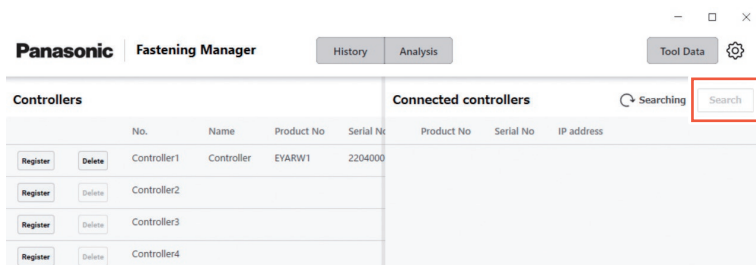 Panasonic Fastening Manager History Analysis Tool Data
Controllers Connected controllers Searching Search
No. Name Product No Serial No Product No Serial No IP address
Register Delete Controller1 Controller EYARW1 2204000
Register Delete Controller2
Register Delete Controller3
Register Delete Controller4